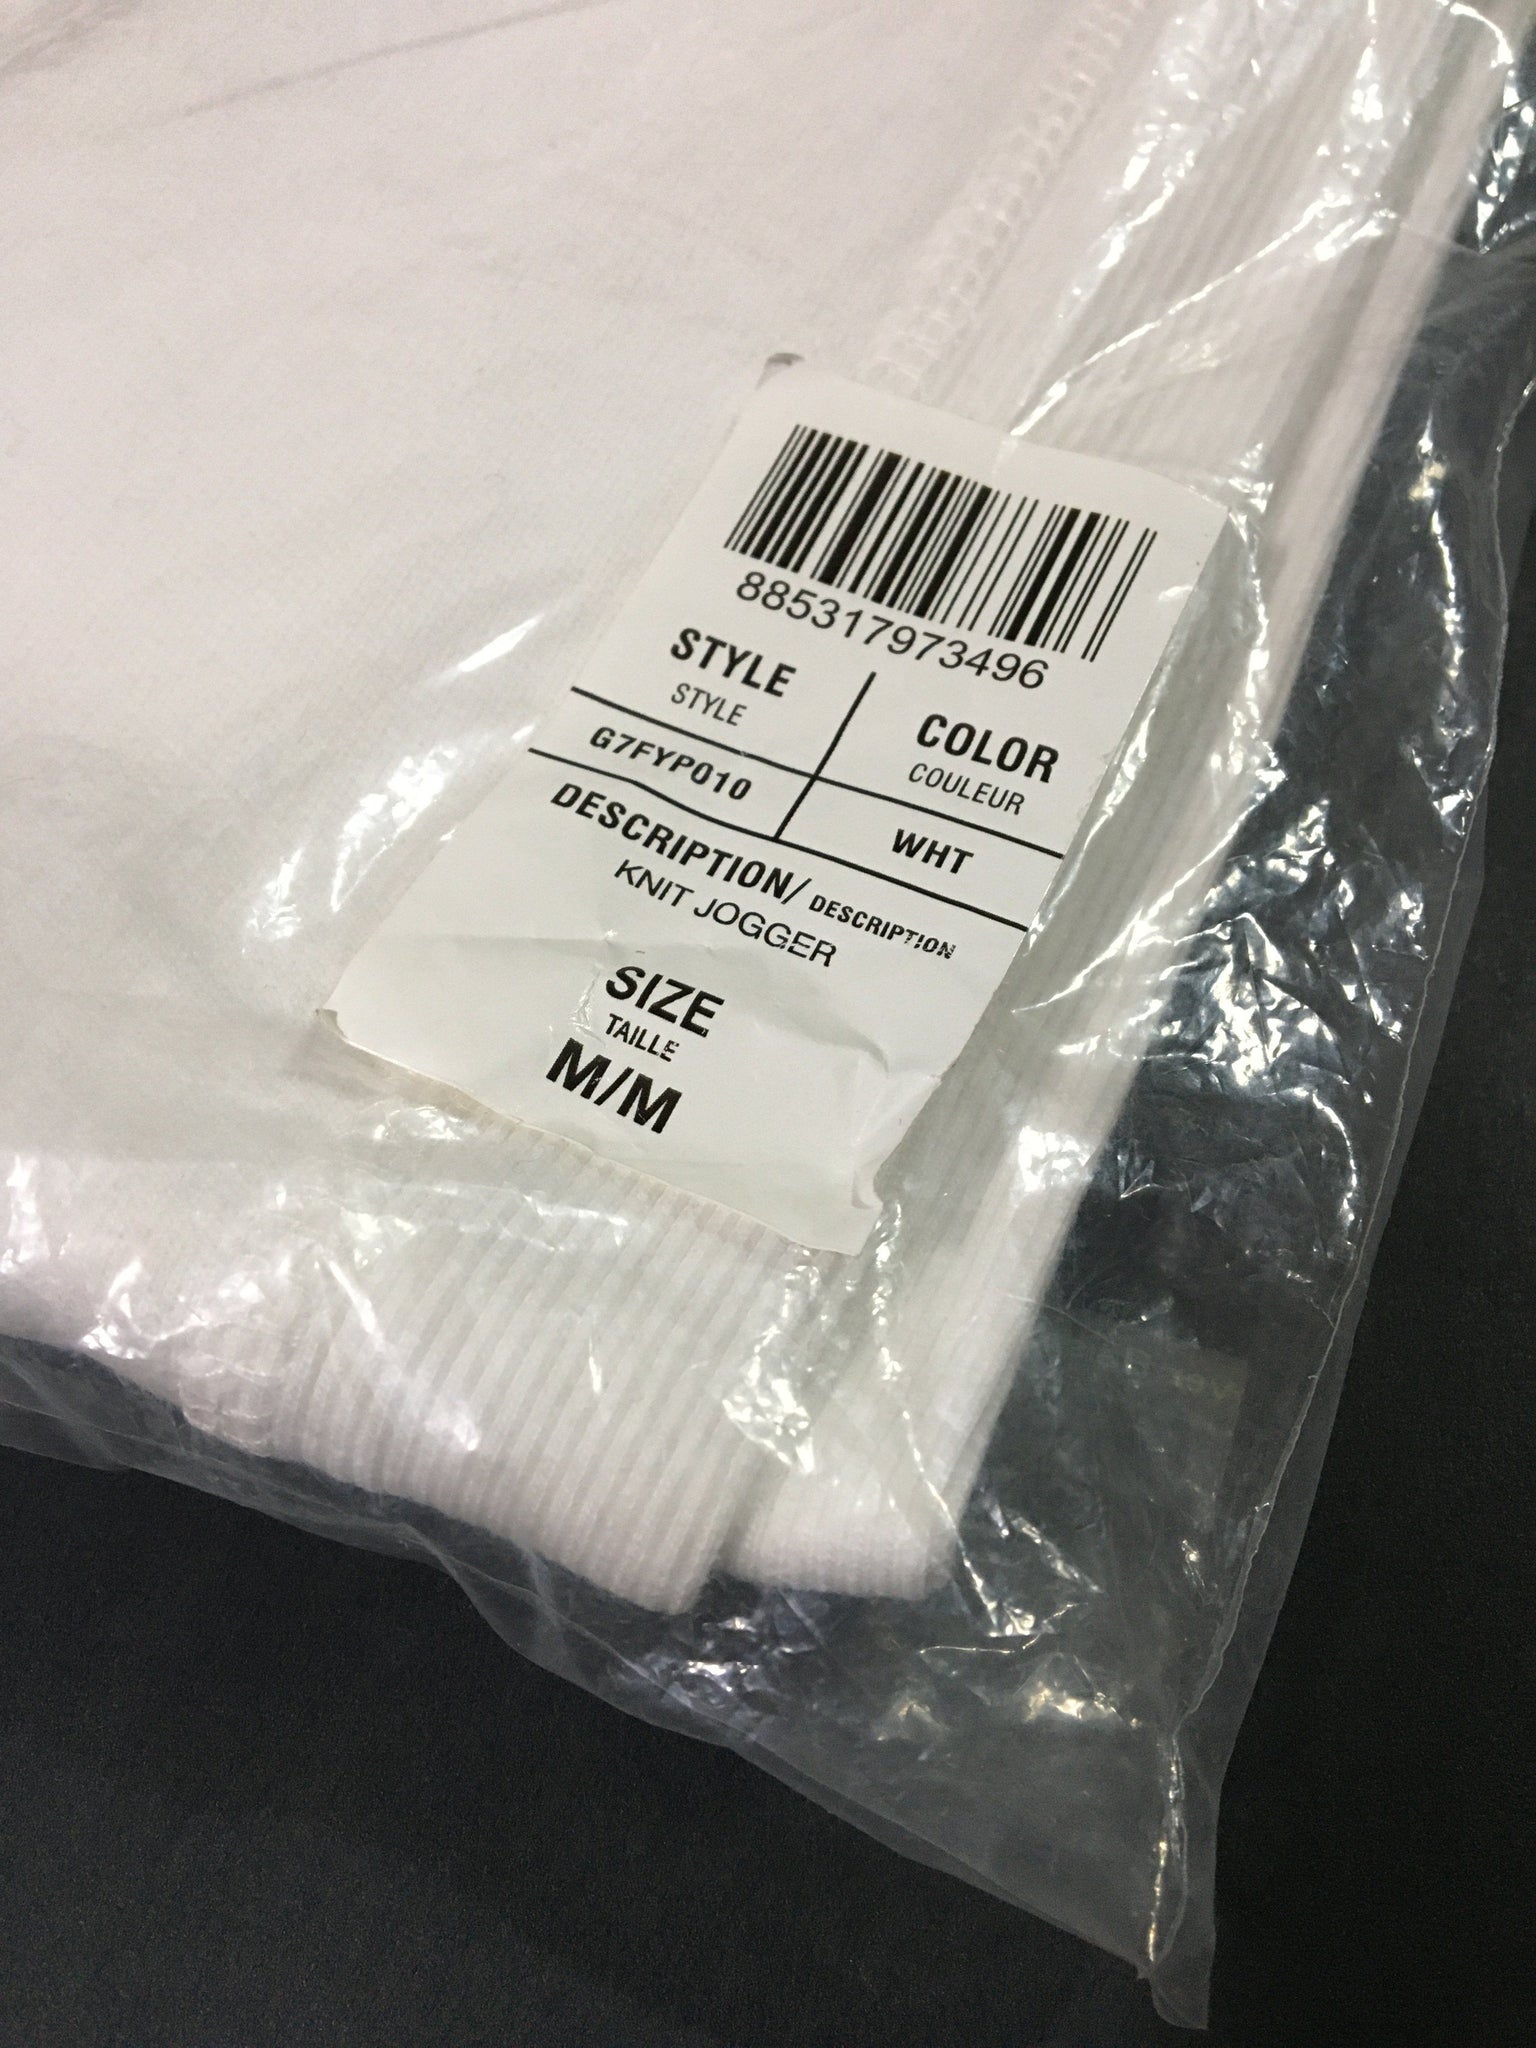 885317973496
STYLE
STYLE
COLOR
COULEUR
G7FYP010
WHT
DESCRIPTION/DESCRIPTION
KNIT JOGGER
SIZE
TAILLE
M/M